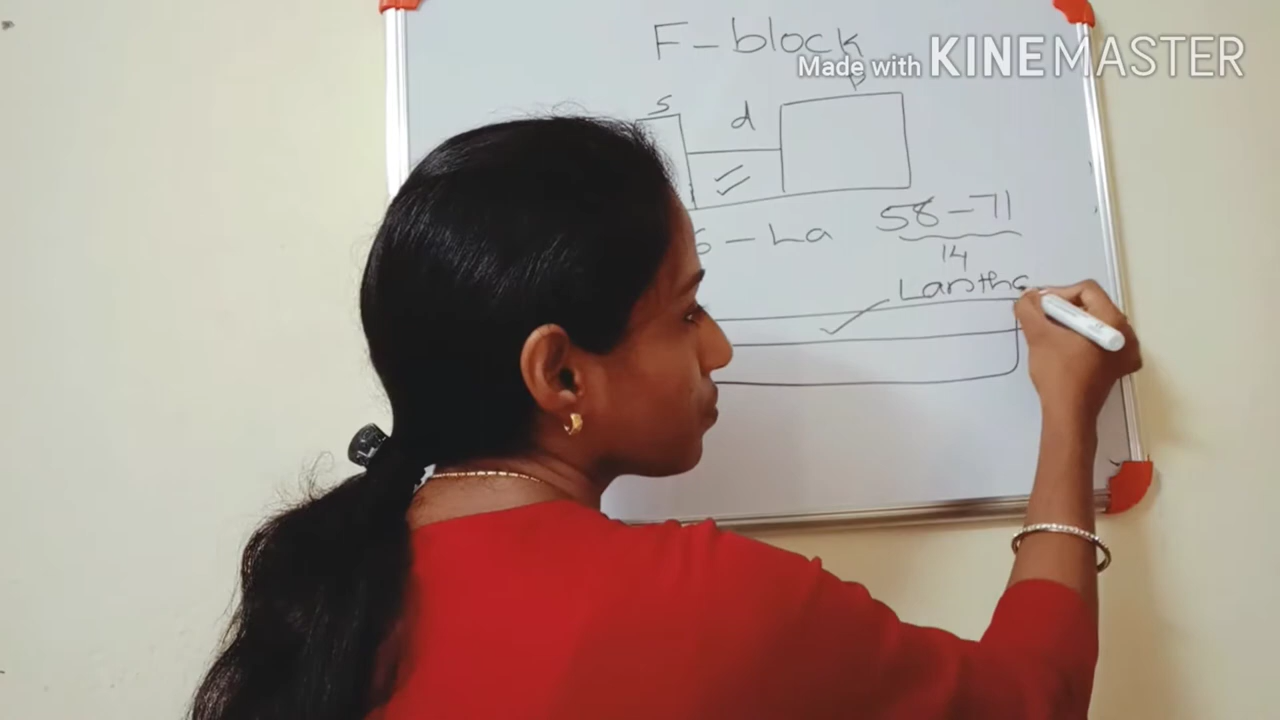 F - block
Made with KINEMASTER
s
d
P
- La
58 - 71
14
Lantha